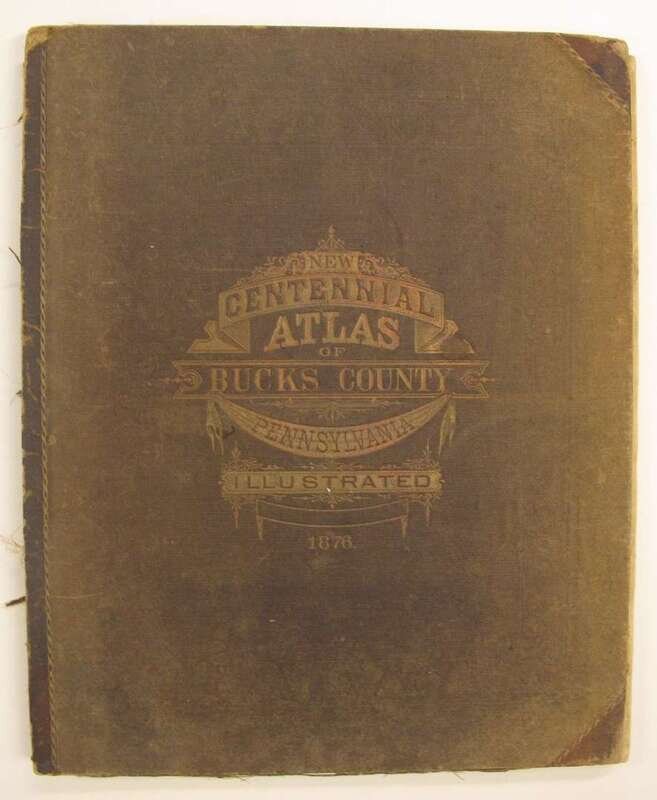 NEW
CENTENNIAL
ATLAS
OF
BUCKS COUNTY
PENNSYLVANIA
ILLUSTRATED
1876.